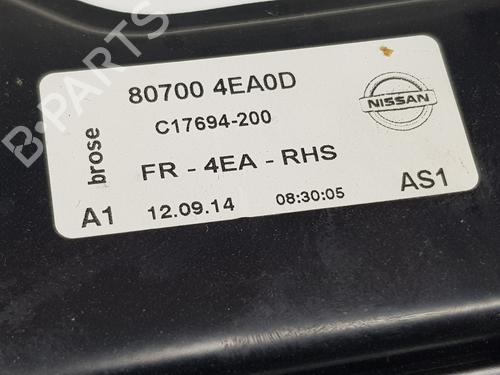 80700 4EA0D
NISSAN
C17694-200
brose
FR - 4EA - RHS
A1 12.09.14 08:30:05 AS1
B-PARTS